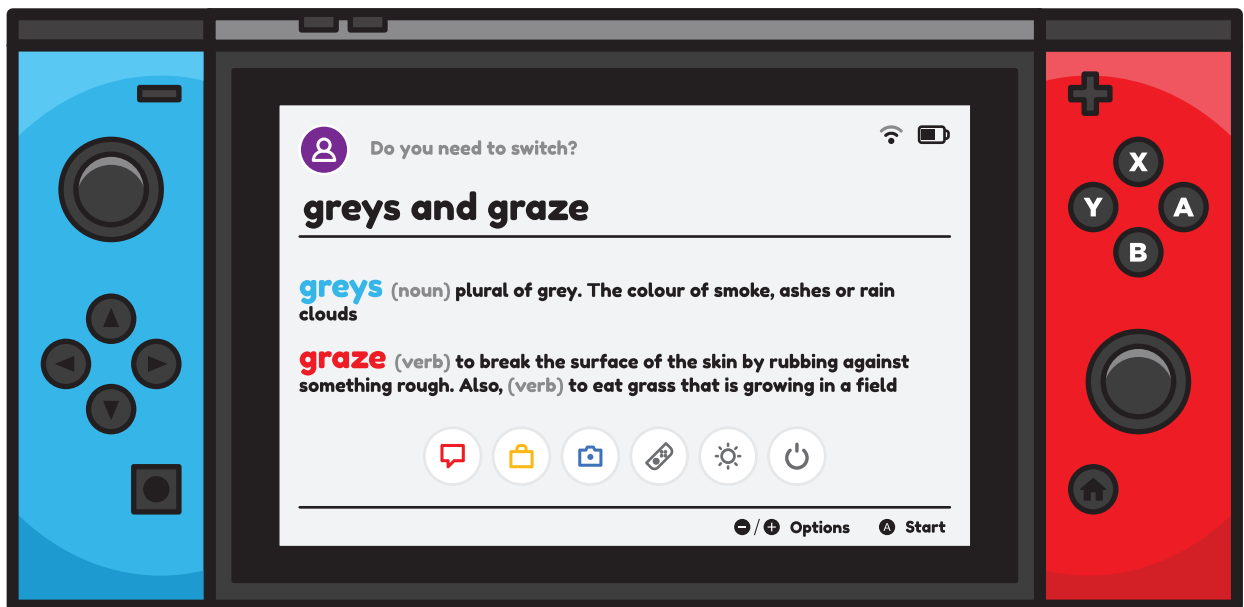 Do you need to switch?
greys and graze
greys (noun) plural of grey. The colour of smoke, ashes or rain
clouds
graze (verb) to break the surface of the skin by rubbing against
something rough. Also, (verb) to eat grass that is growing in a field
−/+ Options A Start
X
Y A
B